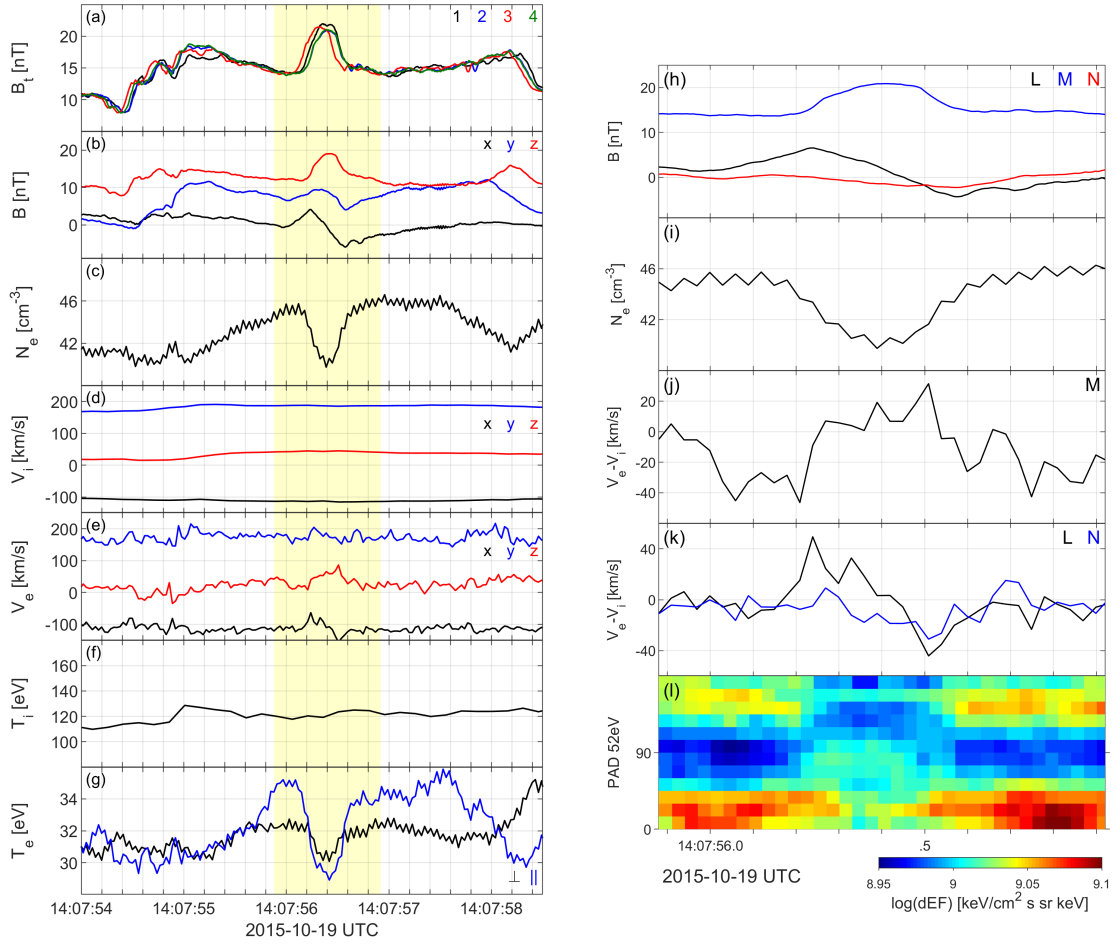 (a)
1 2 3 4
B_t [nT]
20
15
10
(b)
x y z
B [nT]
20
10
0
(c)
N_e [cm^-3]
46
42
(d)
x y z
V_i [km/s]
200
100
0
-100
(e)
x y z
V_e [km/s]
200
100
0
-100
(f)
T_i [eV]
160
140
120
100
(g)
T_e [eV]
34
32
30
⊥ ||
14:07:54 14:07:55 14:07:56 14:07:57 14:07:58
2015-10-19 UTC
(h)
L M N
B [nT]
20
10
0
(i)
N_e [cm^-3]
46
42
(j)
M
V_e-V_i [km/s]
20
0
-20
-40
(k)
L N
V_e-V_i [km/s]
40
0
-40
(l)
PAD 52eV
90
0
14:07:56.0 .5
2015-10-19 UTC
8.95 9 9.05 9.1
log(dEF) [keV/cm^2 s sr keV]